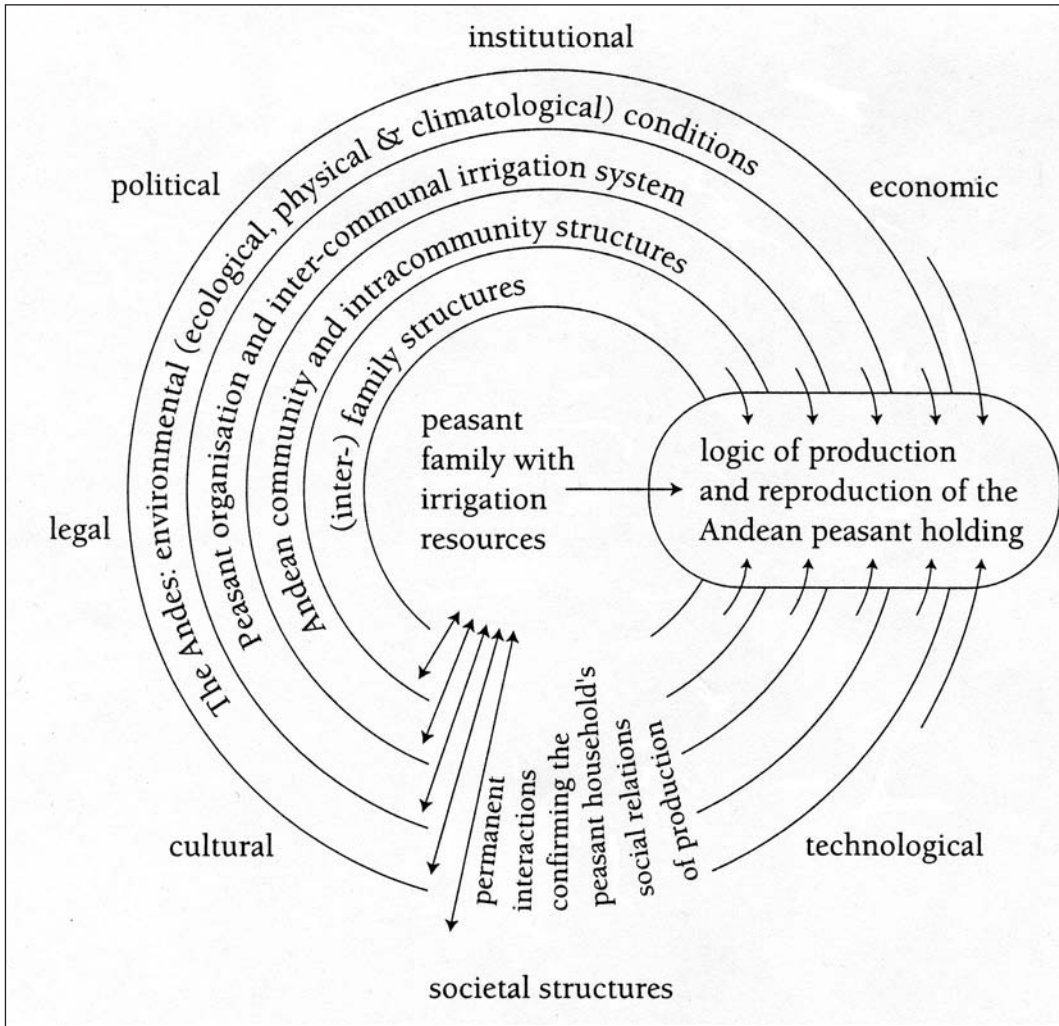 institutional
political
economic
legal
cultural
technological
societal structures
The Andes: environmental (ecological, physical & climatological) conditions
Peasant organisation and inter-communal irrigation system
Andean community and intracommunity structures
(inter-) family structures
peasant
family with
irrigation
resources
logic of production
and reproduction of the
Andean peasant holding
permanent
interactions
confirming the
peasant household's
social relations
of production